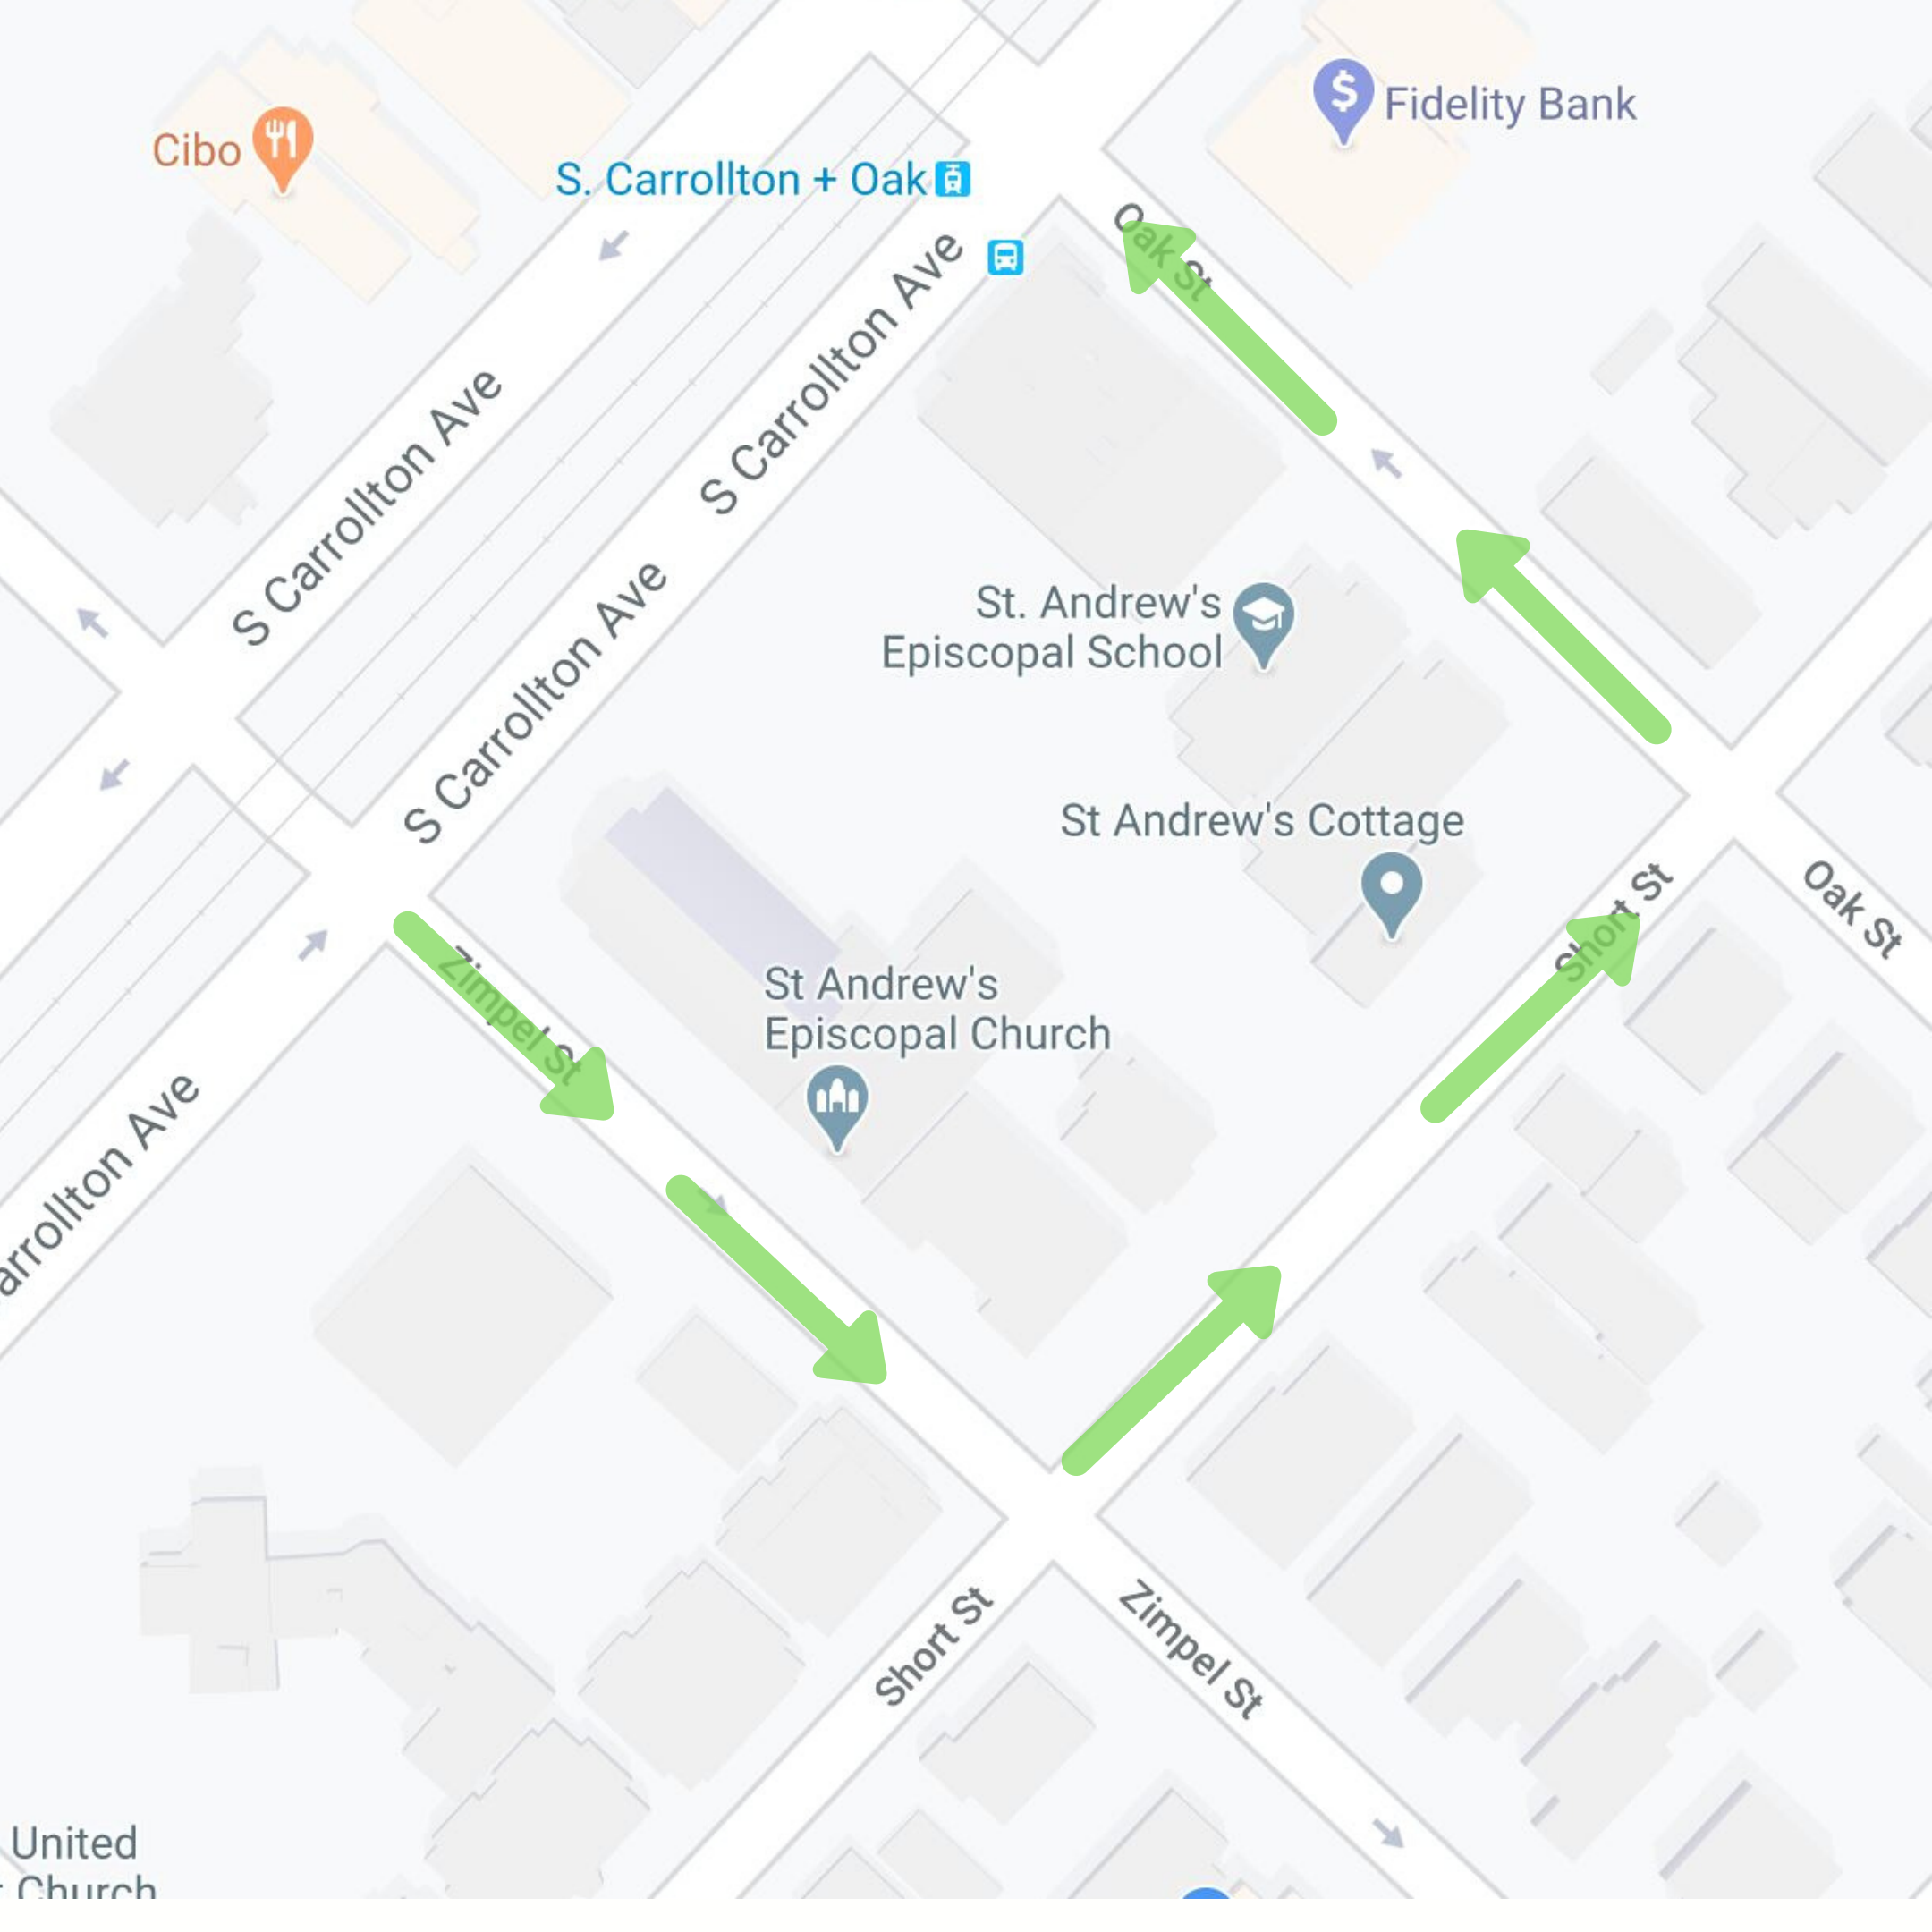 Fidelity Bank
Cibo
S. Carrollton + Oak
Oak St
S Carrollton Ave
S Carrollton Ave
S Carrollton Ave
St. Andrew's
Episcopal School
St Andrew's Cottage
Short St
Oak St
Zimpel St
St Andrew's
Episcopal Church
arrollton Ave
Short St
Zimpel St
United
Church